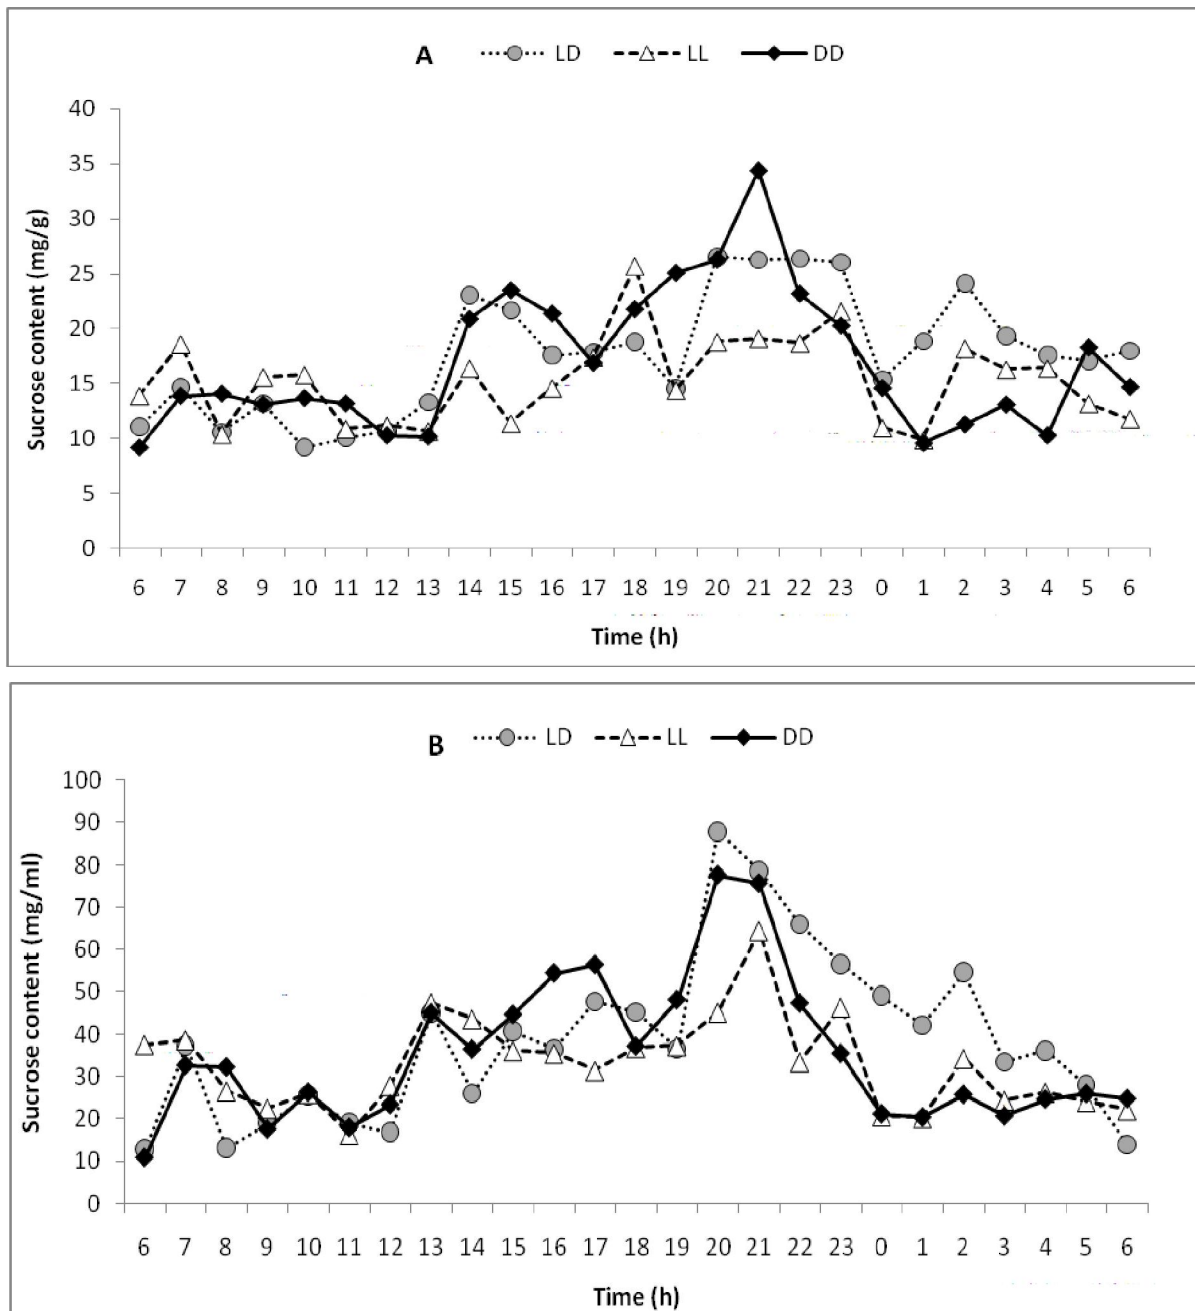 A LD LL DD
40
35
30
25
20
15
10
5
0
Sucrose content (mg/g)
6 7 8 9 10 11 12 13 14 15 16 17 18 19 20 21 22 23 0 1 2 3 4 5 6
Time (h)
B LD LL DD
100
90
80
70
60
50
40
30
20
10
0
Sucrose content (mg/ml)
6 7 8 9 10 11 12 13 14 15 16 17 18 19 20 21 22 23 0 1 2 3 4 5 6
Time (h)